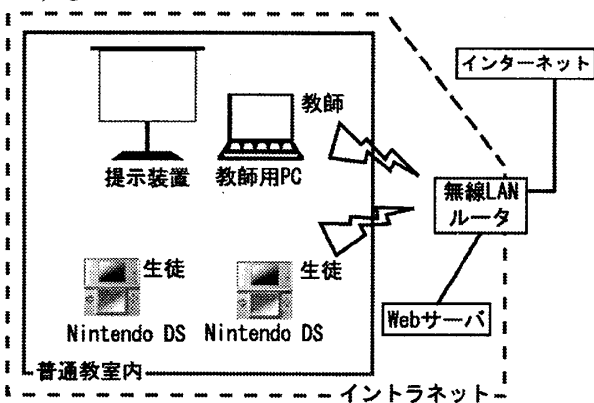 インターネット
教師
提示装置
教師用PC
無線LAN
ルータ
生徒
生徒
Nintendo DS
Nintendo DS
Webサーバ
普通教室内
イントラネット